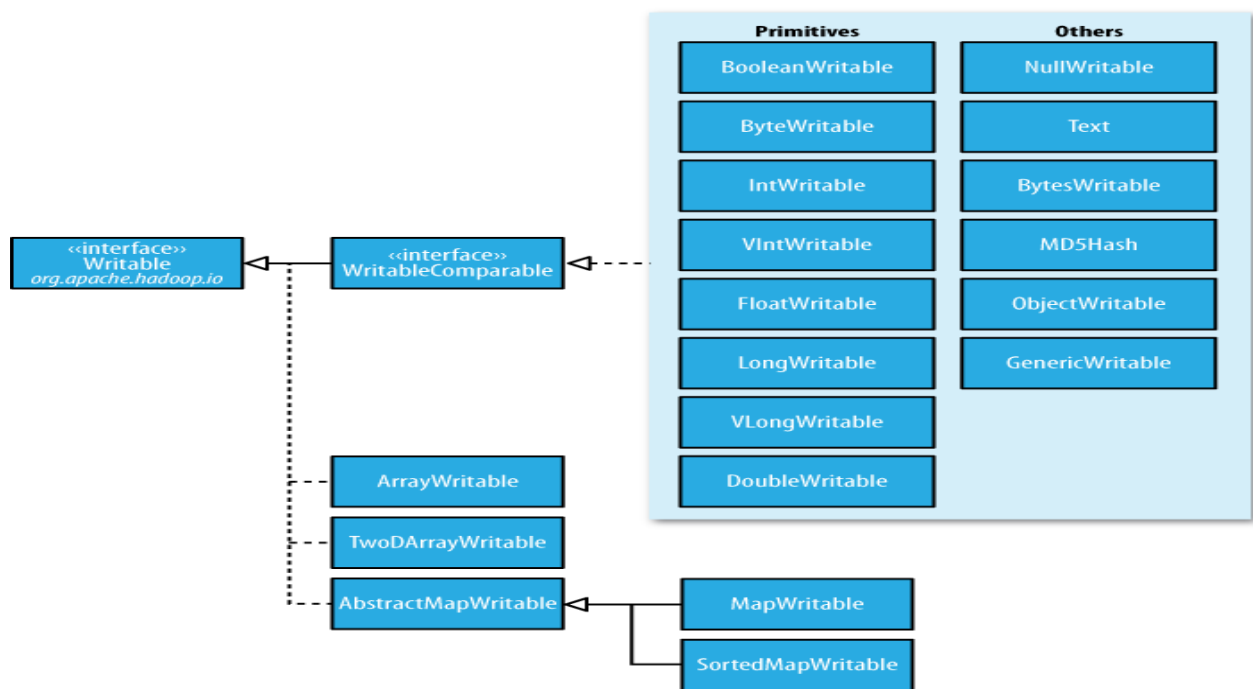 Primitives
Others
BooleanWritable
NullWritable
ByteWritable
Text
IntWritable
BytesWritable
‹‹interface››
Writable
org.apache.hadoop.io
‹‹interface››
WritableComparable
VIntWritable
MD5Hash
FloatWritable
ObjectWritable
LongWritable
GenericWritable
VLongWritable
DoubleWritable
ArrayWritable
TwoDArrayWritable
AbstractMapWritable
MapWritable
SortedMapWritable